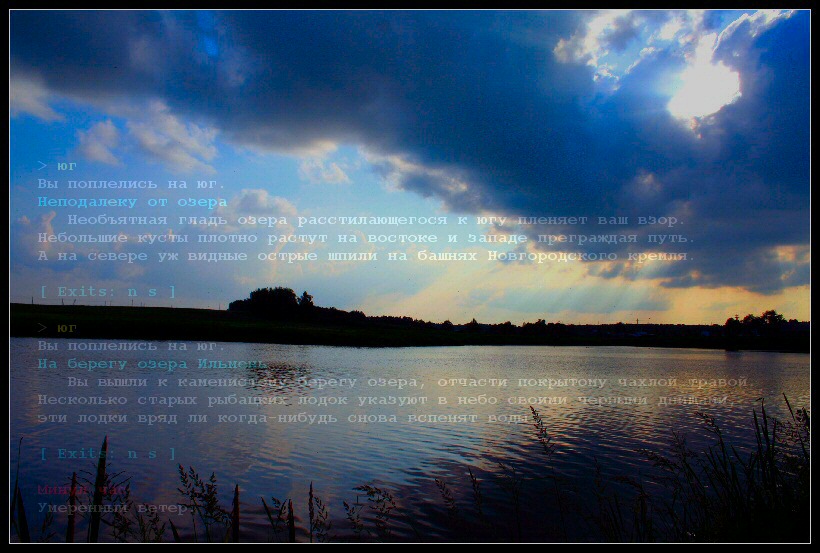 > юг
Вы поплелись на юг.
Неподалеку от озера
Необъятная гладь озера расстилающегося к югу пленяет ваш взор.
Небольшие кусты плотно растут на востоке и западе преграждая путь.
А на севере уж видные острые шпили на башнях Новгородского кремля.
[ Exits: n s ]
> юг
Вы поплелись на юг.
На берегу озера Ильмень
Вы вышли к каменистому берегу озера, отчасти покрытому чахлой травой.
Несколько старых рыбацких лодок указуют в небо своими черными днищами,
эти лодки вряд ли когда-нибудь снова вспенят воды.
[ Exits: n s ]
Минул час.
Умеренный ветер.